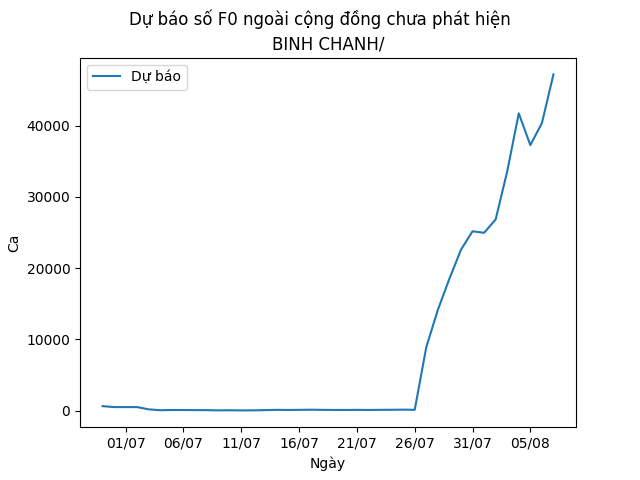 Dự báo số F0 ngoài cộng đồng chưa phát hiện
BINH CHANH/
Dự báo
Ca
40000
30000
20000
10000
0
01/07 06/07 11/07 16/07 21/07 26/07 31/07 05/08
Ngày